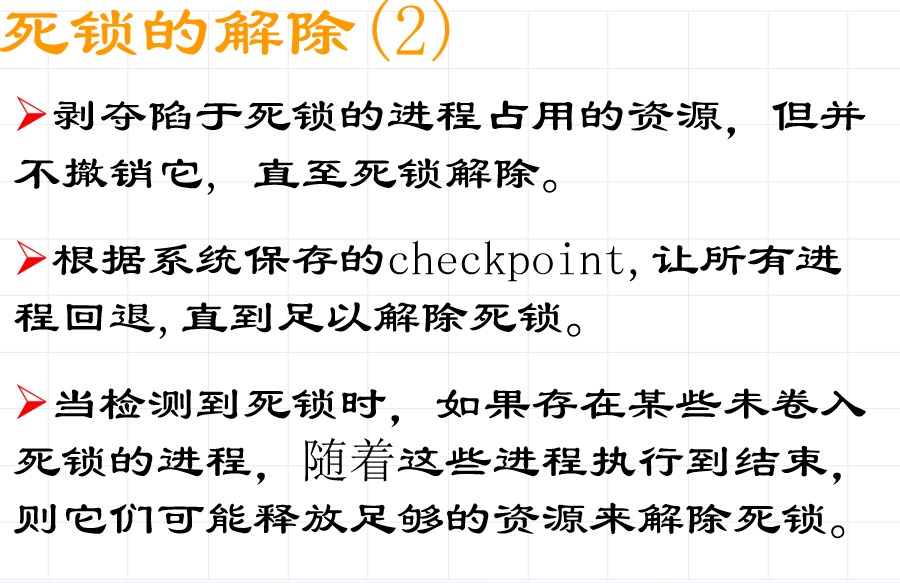 死锁的解除(2)
➢剥夺陷于死锁的进程占用的资源，但并
不撤销它, 直至死锁解除。
➢根据系统保存的checkpoint,让所有进
程回退,直到足以解除死锁。
➢当检测到死锁时，如果存在某些未卷入
死锁的进程，随着这些进程执行到结束，
则它们可能释放足够的资源来解除死锁。